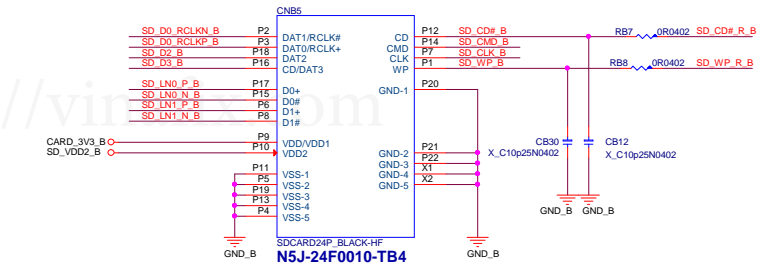 CNB5
SD_D0_RCLKN_B P2 DAT1/RCLK# CD P12 SD_CD#_B RB7 0R0402 SD_CD#_R_B
SD_D0_RCLKP_B P3 DAT0/RCLK+ CMD P14 SD_CMD_B
SD_D2_B P18 DAT2 CLK P7 SD_CLK_B
SD_D3_B P16 CD/DAT3 WP P1 SD_WP_B RB8 0R0402 SD_WP_R_B
SD_LN0_P_B P17 D0+ GND-1 P20
SD_LN0_N_B P15 D0#
SD_LN1_P_B P6 D1+
SD_LN1_N_B P8 D1#
CARD_3V3_B P9 VDD/VDD1
SD_VDD2_B P10 VDD2 GND-2 P21
GND-3 P22
P11 VSS-1 GND-4 X1
P5 VSS-2 GND-5 X2
P19 VSS-3
P13 VSS-4
P4 VSS-5
CB30 CB12
X_C10p25N0402 X_C10p25N0402
GND_B GND_B
GND_B GND_B
SDCARD24P_BLACK-HF
N5J-24F0010-TB4